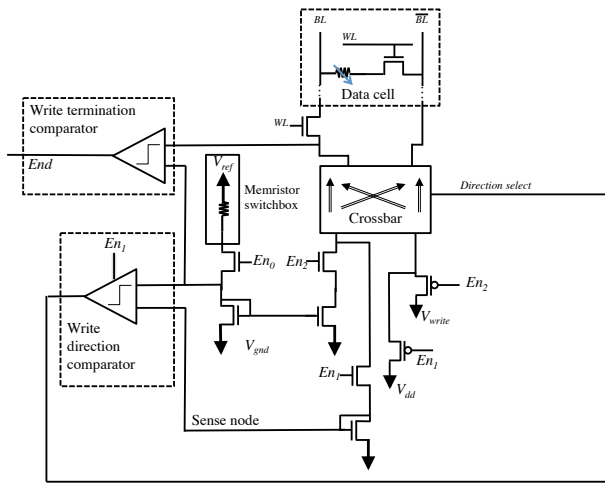 BL
BL
WL
Data cell
WL
Write termination
comparator
End
V_ref
Memristor
switchbox
Direction select
Crossbar
En_1
En_0
En_2
En_2
V_write
Write
direction
comparator
V_gnd
En_1
En_1
V_dd
Sense node